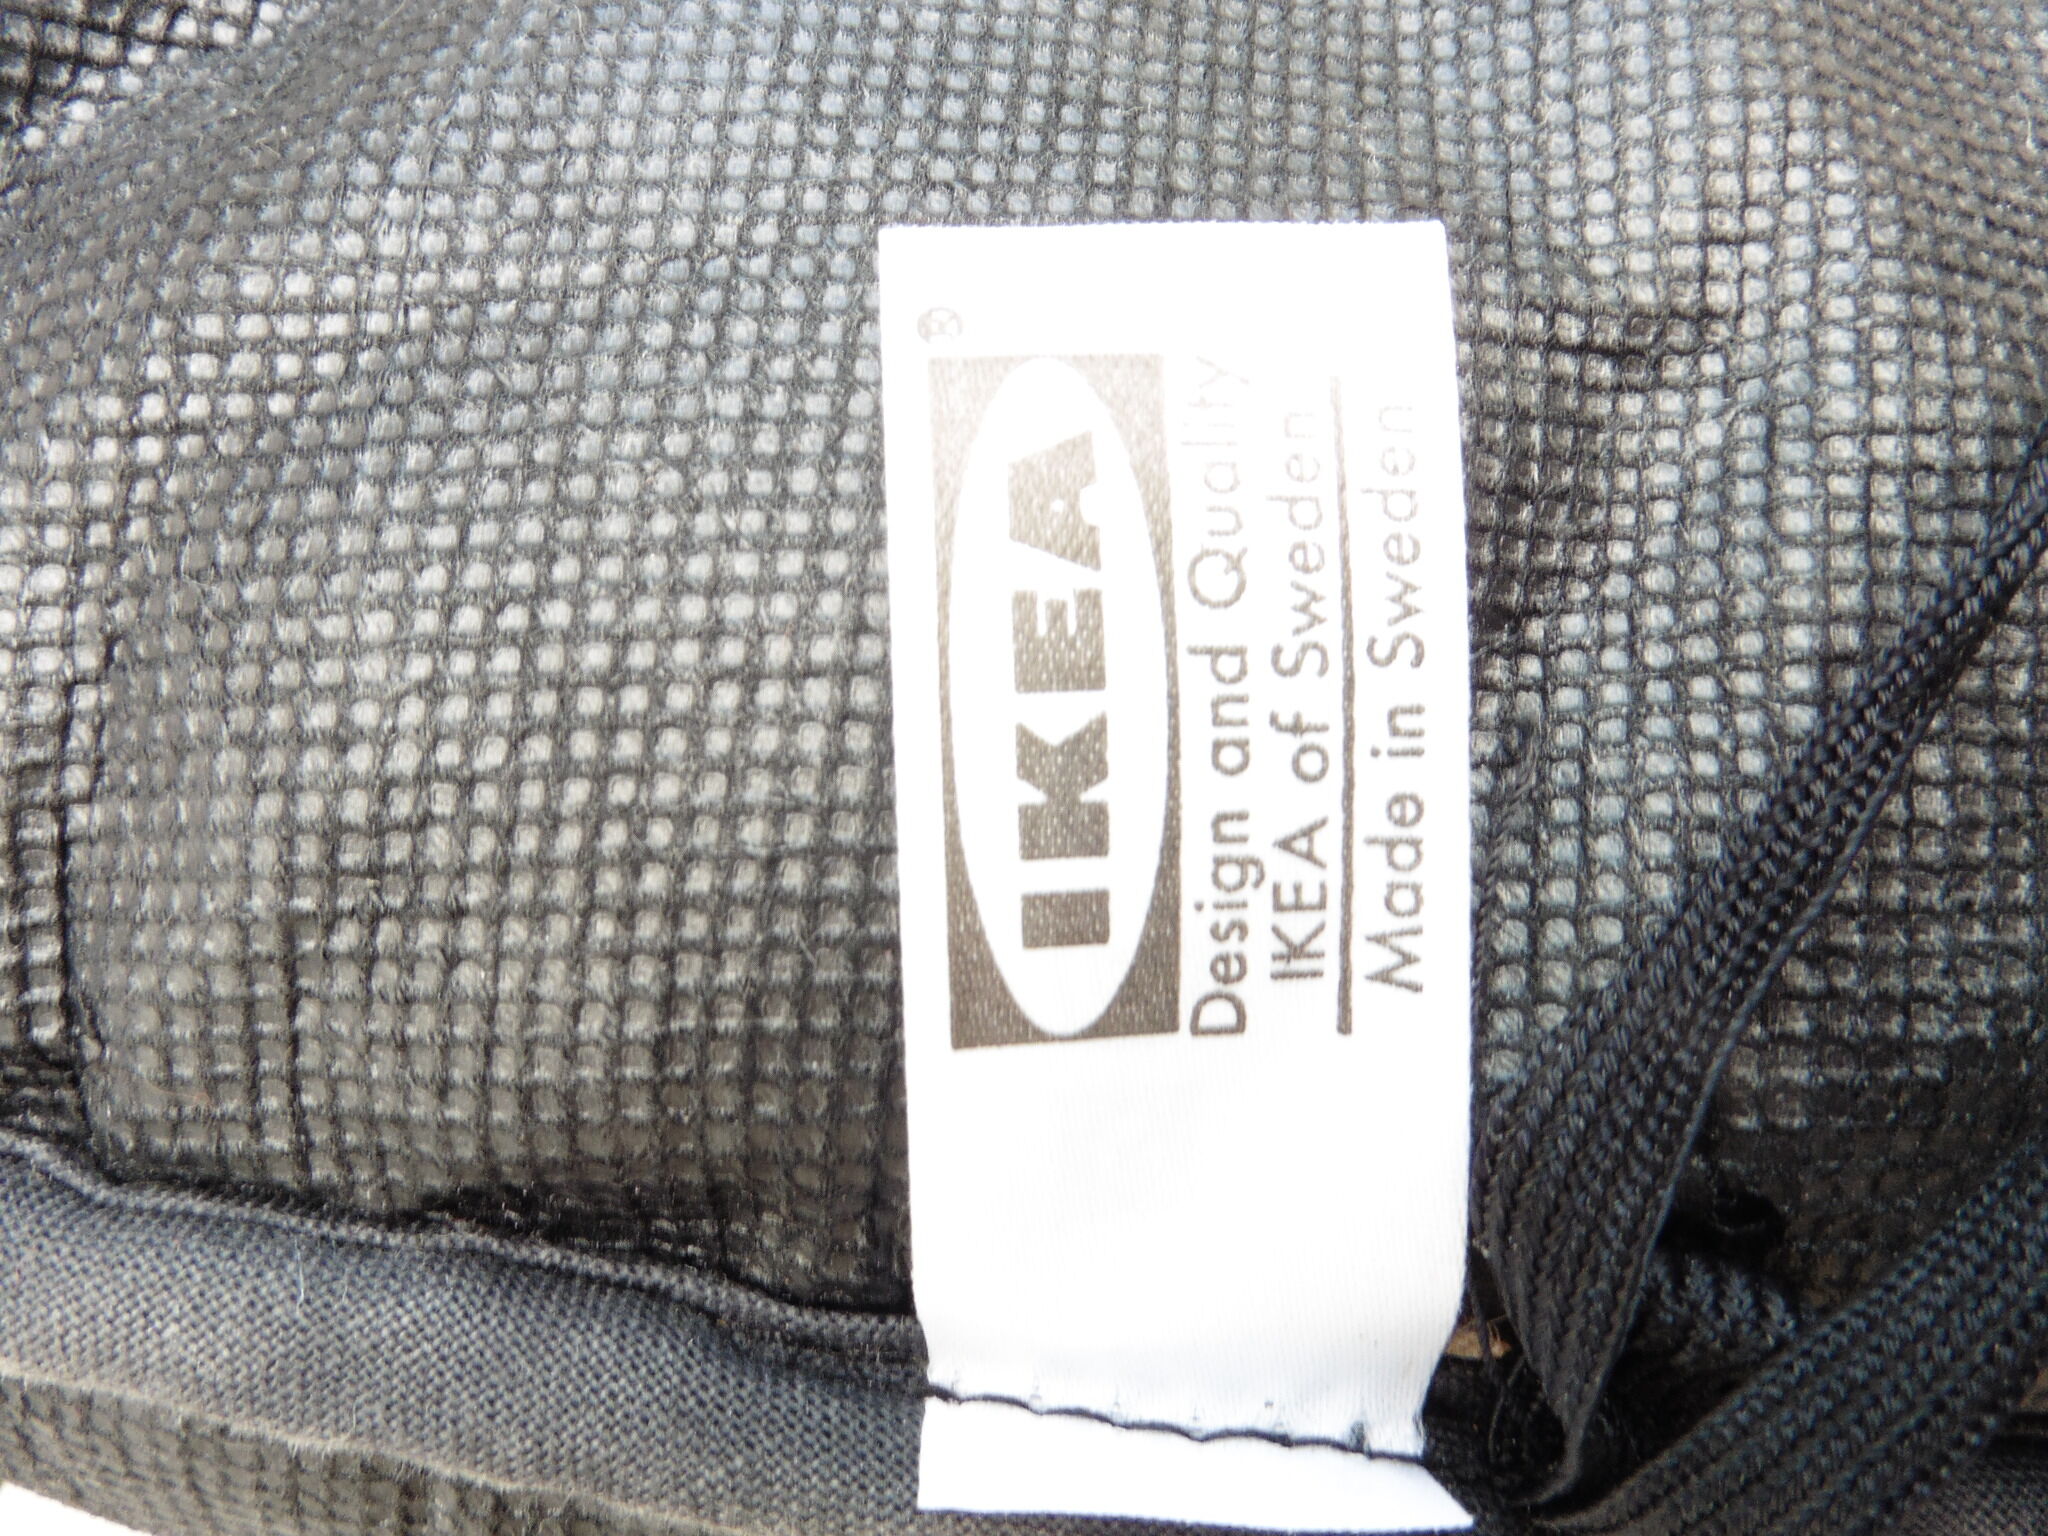 ®
IKEA
Design and Quality
IKEA of Sweden
Made in Sweden